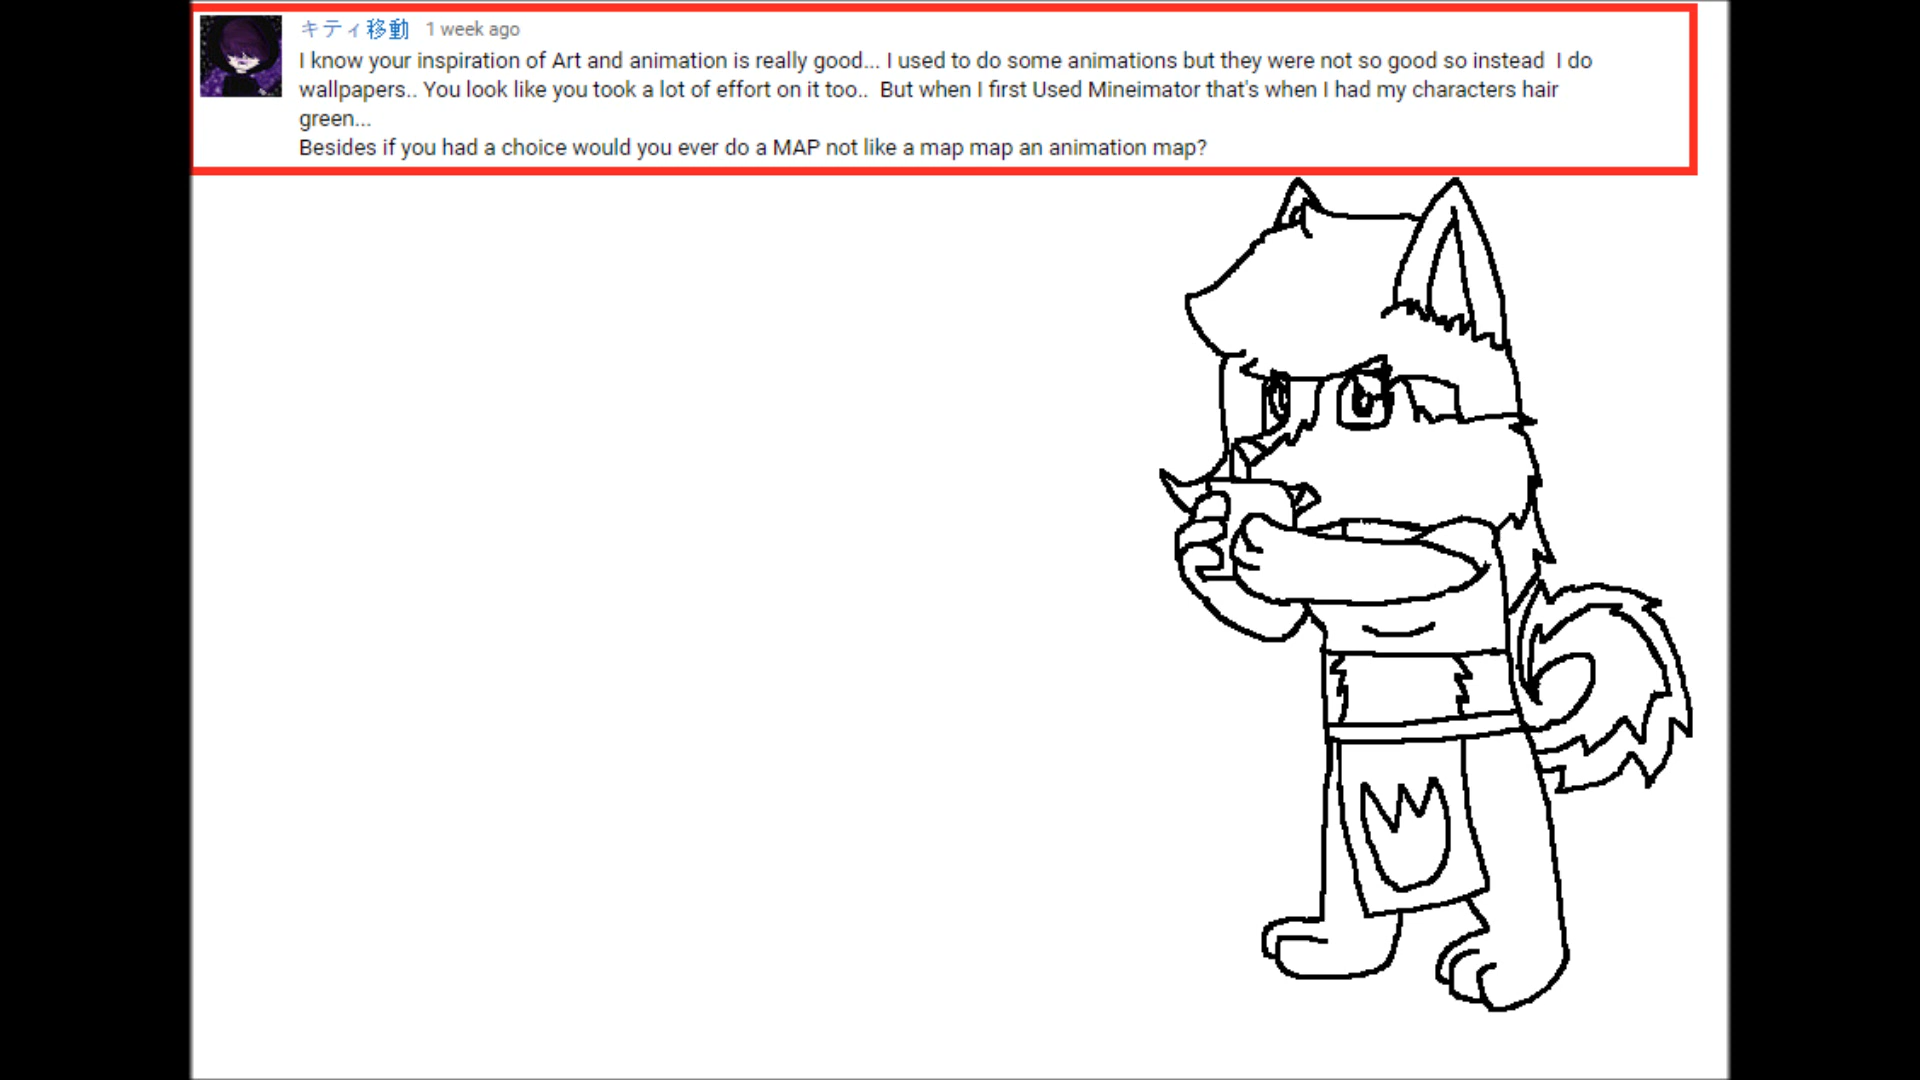 キティ移動 1 week ago
I know your inspiration of Art and animation is really good... I used to do some animations but they were not so good so instead  I do
wallpapers.. You look like you took a lot of effort on it too..  But when I first Used Mineimator that's when I had my characters hair
green...
Besides if you had a choice would you ever do a MAP not like a map map an animation map?